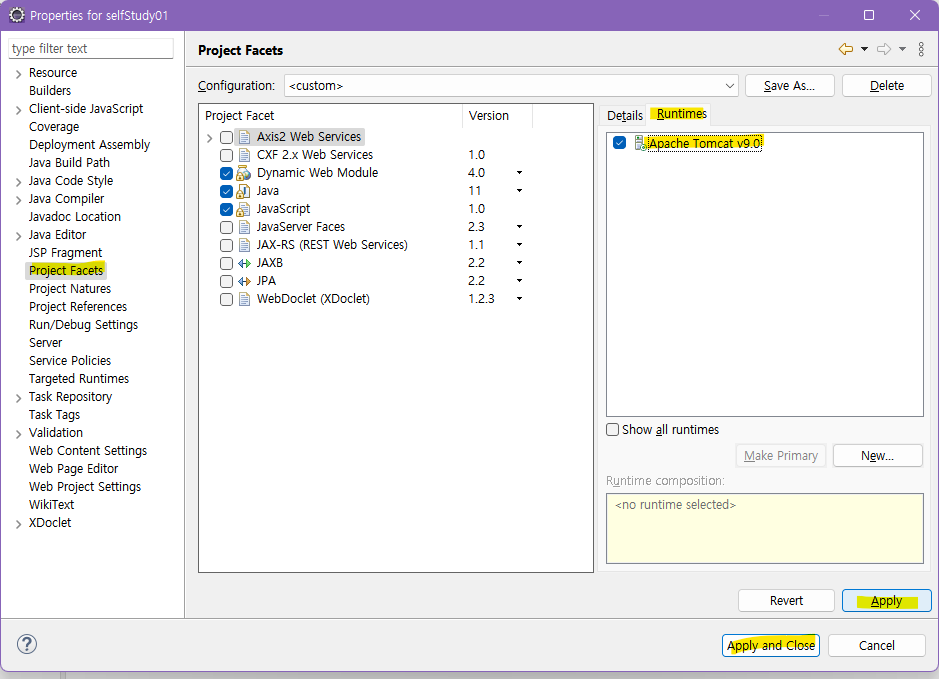 Properties for selfStudy01
type filter text
Resource
Builders
Client-side JavaScript
Coverage
Deployment Assembly
Java Build Path
Java Code Style
Java Compiler
Javadoc Location
Java Editor
JSP Fragment
Project Facets
Project Natures
Project References
Run/Debug Settings
Server
Service Policies
Targeted Runtimes
Task Repository
Task Tags
Validation
Web Content Settings
Web Page Editor
Web Project Settings
WikiText
XDoclet
Project Facets
Configuration: <custom> Save As... Delete
Project Facet Version
Axis2 Web Services
CXF 2.x Web Services 1.0
Dynamic Web Module 4.0
Java 11
JavaScript 1.0
JavaServer Faces 2.3
JAX-RS (REST Web Services) 1.1
JAXB 2.2
JPA 2.2
WebDoclet (XDoclet) 1.2.3
Details Runtimes
Apache Tomcat v9.0
Show all runtimes
Make Primary New...
Runtime composition:
<no runtime selected>
Revert Apply
Apply and Close Cancel